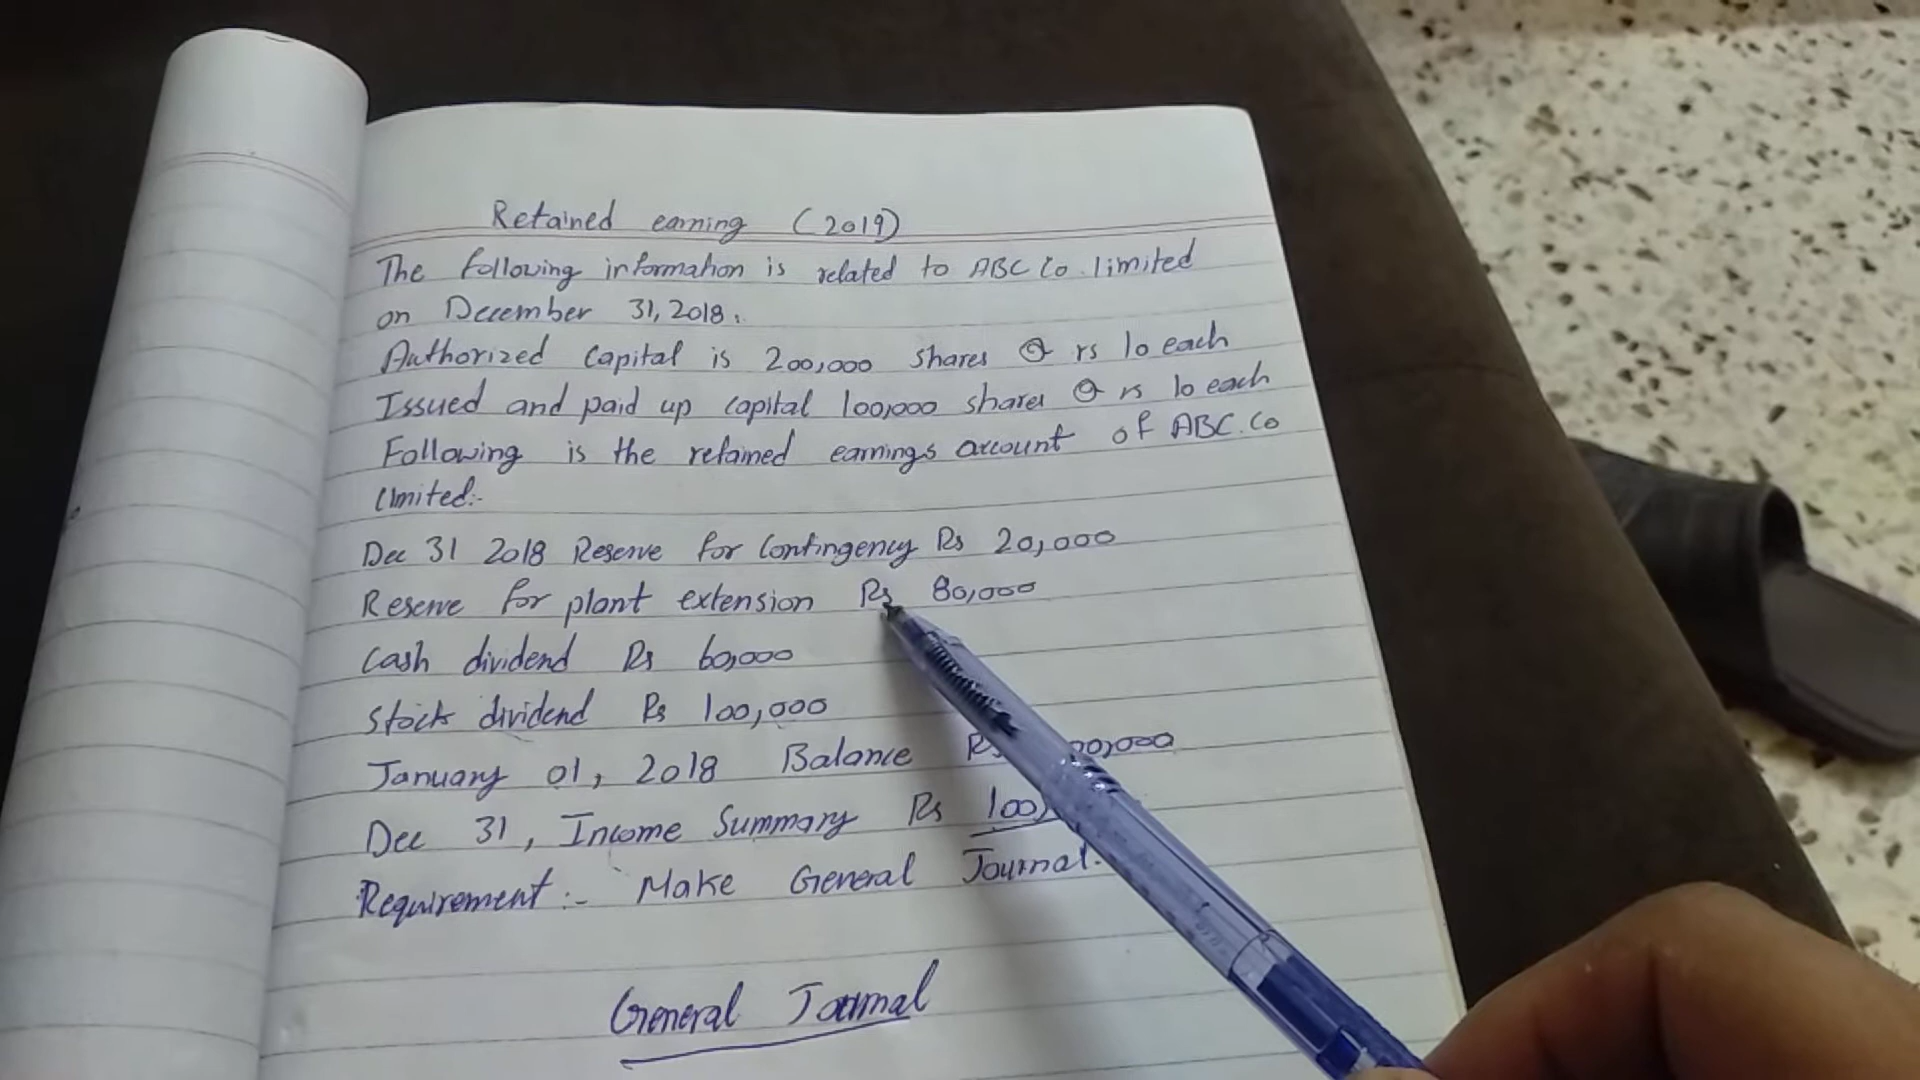 Retained earning (2019)
The following information is related to ABC Co. limited
on December 31, 2018.
Authorized Capital is 200,000 shares @ rs 10 each
Issued and paid up capital 100,000 shares @ rs 10 each
Following is the retained earnings account of ABC. Co
limited:-
Dec 31 2018 Reserve for Contingency Rs 20,000
Reserve for plant extension Rs 80,000
Cash dividend Rs 60,000
Stock dividend Rs 100,000
January 01, 2018 Balance
Dec 31, Income Summary Rs
Requirement:- Make General Journal.
General Journal